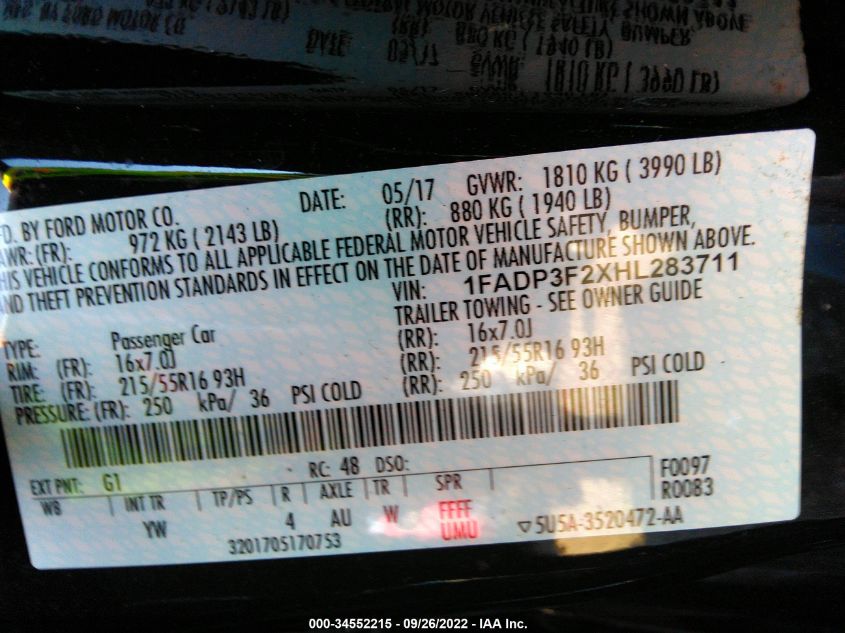 FD. BY FORD MOTOR CO. DATE: 05/17 GVWR: 1810 KG ( 3990 LB)
AWR: (FR): 972 KG ( 2143 LB) (RR): 880 KG ( 1940 LB)
HIS VEHICLE CONFORMS TO ALL APPLICABLE FEDERAL MOTOR VEHICLE SAFETY, BUMPER,
AND THEFT PREVENTION STANDARDS IN EFFECT ON THE DATE OF MANUFACTURE SHOWN ABOVE.
VIN: 1FADP3F2XHL283711
TRAILER TOWING - SEE OWNER GUIDE
TYPE: Passenger Car
RIM: (FR): 16x7.0J (RR): 16x7.0J
TIRE: (FR): 215/55R16 93H (RR): 215/55R16 93H
PRESSURE: (FR): 250 kPa/ 36 PSI COLD (RR): 250 kPa/ 36 PSI COLD
EXT PNT: G1 RC: 48 DSO: F0097
WB INT TR TP/PS R AXLE TR SPR R0083
YW 4 AU W FFFF
UMU
3201705170753 5U5A-3520472-AA
000-34552215 - 09/26/2022 - IAA Inc.